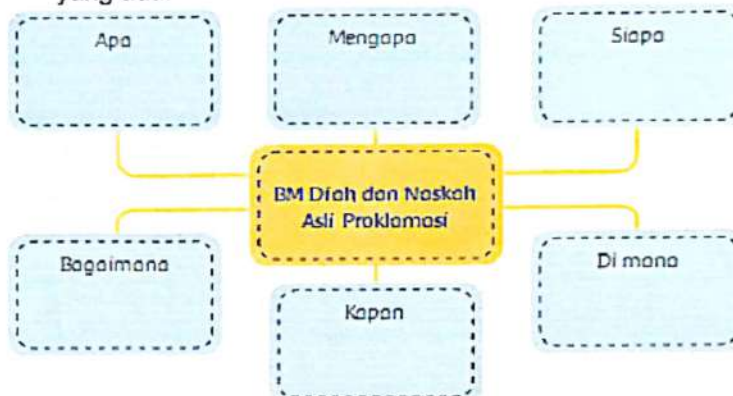 Apa
Mengapa
Siapa
BM Diah dan Naskah
Asli Proklamasi
Bagaimana
Di mana
Kapan